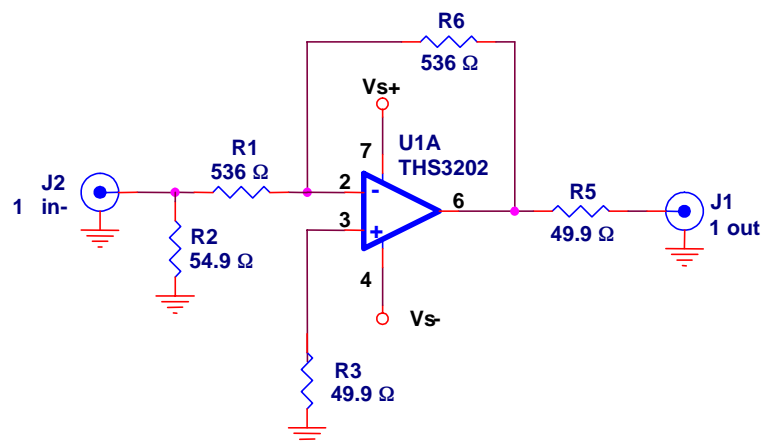 R6
536 Ω
Vs+
7
U1A
THS3202
R1
536 Ω
J2
1 in-
2
-
3
+
6
R5
49.9 Ω
J1
1 out
R2
54.9 Ω
4
Vs-
R3
49.9 Ω